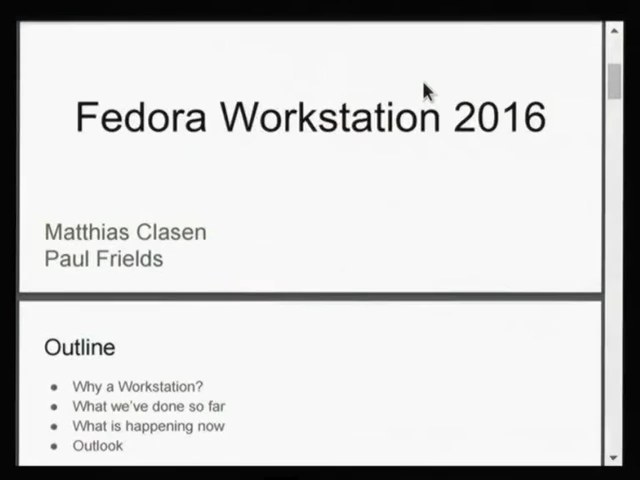 Fedora Workstation 2016
Matthias Clasen
Paul Frields
Outline
● Why a Workstation?
● What we've done so far
● What is happening now
● Outlook